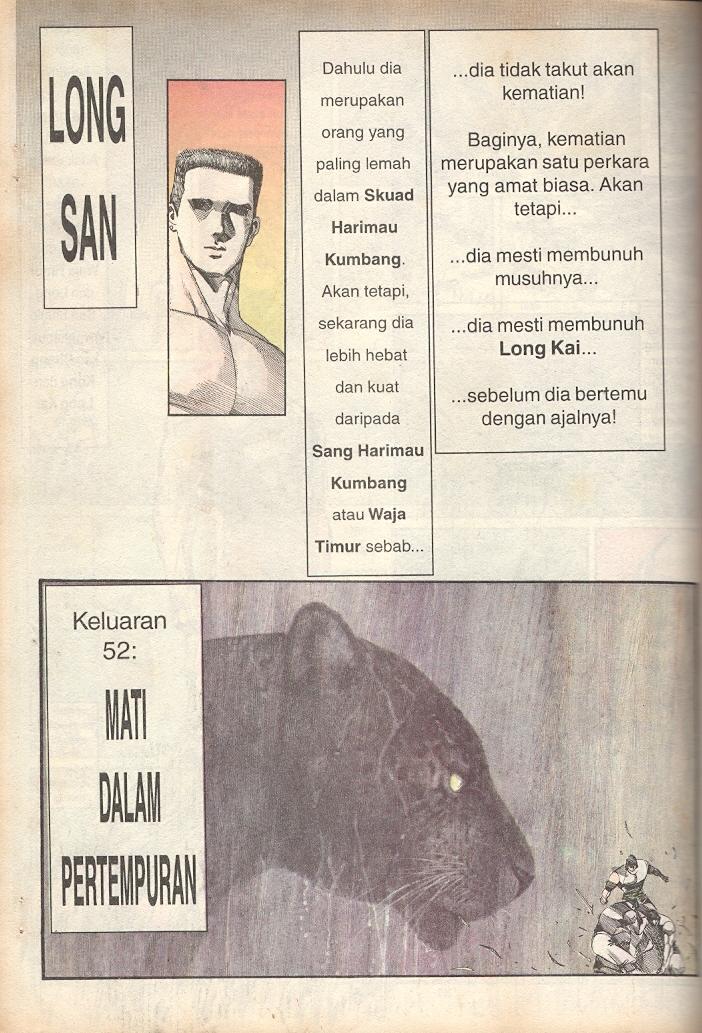 LONG
SAN
Dahulu dia
merupakan
orang yang
paling lemah
dalam Skuad
Harimau
Kumbang.
Akan tetapi,
sekarang dia
lebih hebat
dan kuat
daripada
Sang Harimau
Kumbang
atau Waja
Timur sebab...
...dia tidak takut akan
kematian!
Baginya, kematian
merupakan satu perkara
yang amat biasa. Akan
tetapi...
...dia mesti membunuh
musuhnya...
...dia mesti membunuh
Long Kai...
...sebelum dia bertemu
dengan ajalnya!
Keluaran
52:
MATI
DALAM
PERTEMPURAN